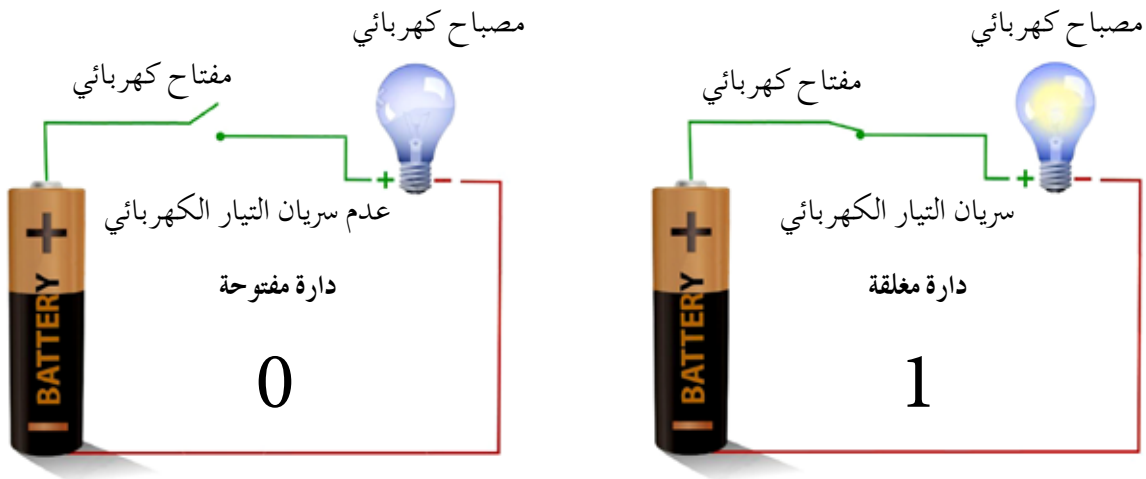 مصباح كهربائي
مفتاح كهربائي
+
-
عدم سريان التيار الكهربائي
دارة مفتوحة
0
+ BATTERY -
مصباح كهربائي
مفتاح كهربائي
+
-
سريان التيار الكهربائي
دارة مغلقة
1
+ BATTERY -